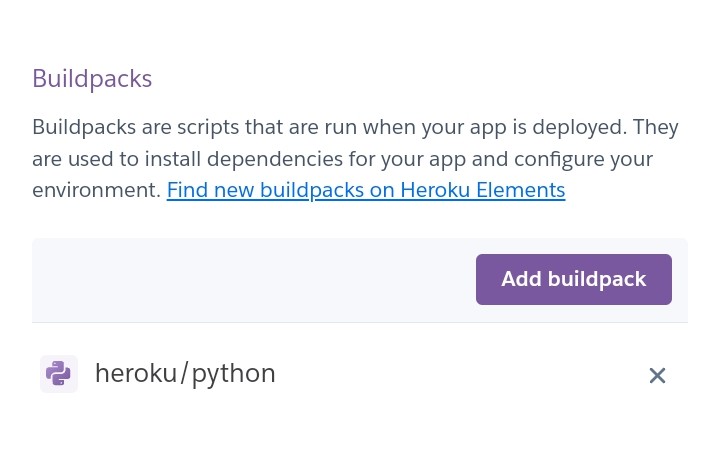 Buildpacks
Buildpacks are scripts that are run when your app is deployed. They
are used to install dependencies for your app and configure your
environment. Find new buildpacks on Heroku Elements
Add buildpack
heroku/python